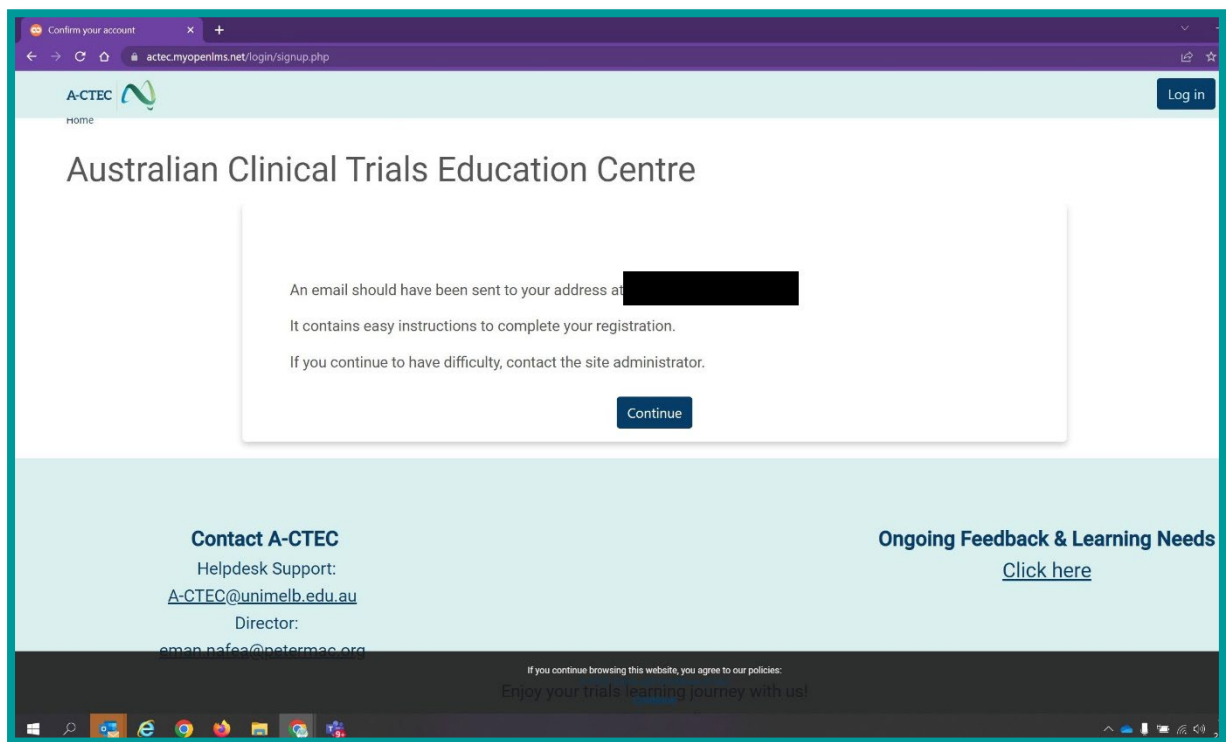 Confirm your account
actec.myopenlms.net/login/signup.php
A-CTEC
Log in
Home
Australian Clinical Trials Education Centre
An email should have been sent to your address at
It contains easy instructions to complete your registration.
If you continue to have difficulty, contact the site administrator.
Continue
Contact A-CTEC
Helpdesk Support:
A-CTEC@unimelb.edu.au
Director:
eman.nafea@petermac.org
Ongoing Feedback & Learning Needs
Click here
If you continue browsing this website, you agree to our policies:
Enjoy your trials learning journey with us!